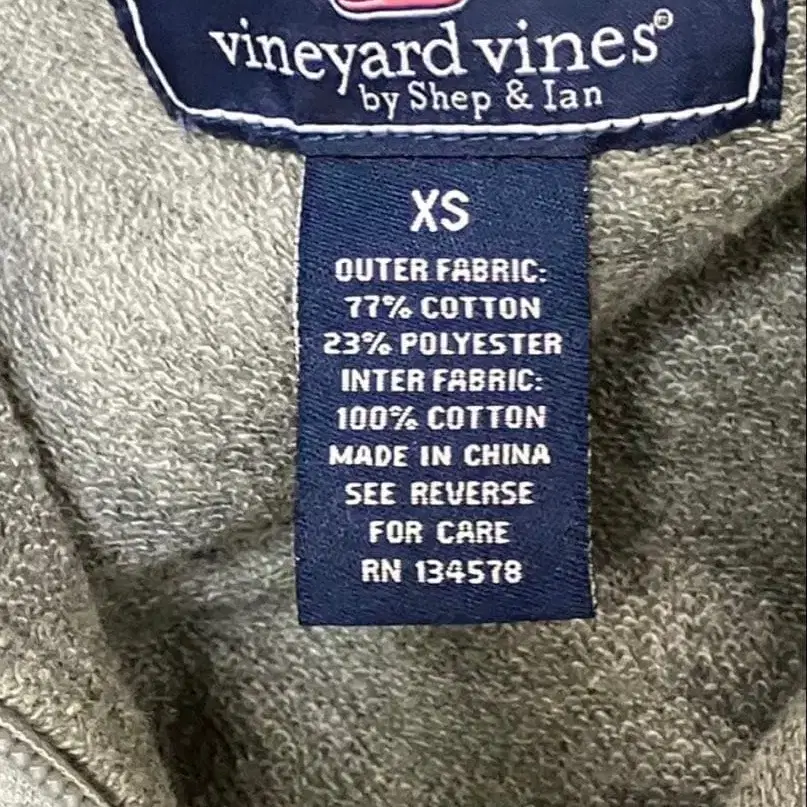 vineyard vines®
by Shep & Ian
XS
OUTER FABRIC:
77% COTTON
23% POLYESTER
INTER FABRIC:
100% COTTON
MADE IN CHINA
SEE REVERSE
FOR CARE
RN 134578